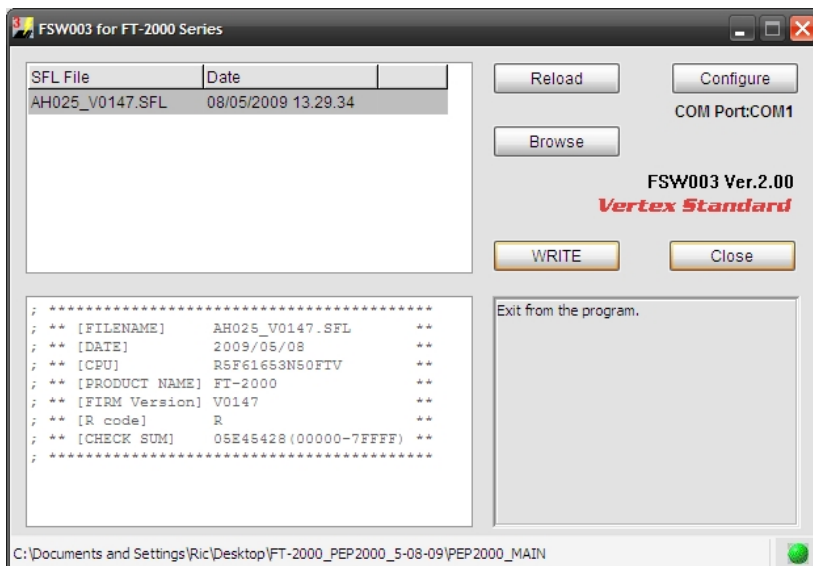 FSW003 for FT-2000 Series
SFL File Date
AH025_V0147.SFL 08/05/2009 13.29.34
Reload
Configure
COM Port:COM1
Browse
FSW003 Ver.2.00
Vertex Standard
WRITE
Close
; ******************************************
; ** [FILENAME] AH025_V0147.SFL **
; ** [DATE] 2009/05/08 **
; ** [CPU] R5F61653N50FTV **
; ** [PRODUCT NAME] FT-2000 **
; ** [FIRM Version] V0147 **
; ** [R code] R **
; ** [CHECK SUM] 05E45428(00000-7FFFF) **
; ******************************************
Exit from the program.
C:\Documents and Settings\Ric\Desktop\FT-2000_PEP2000_5-08-09\PEP2000_MAIN